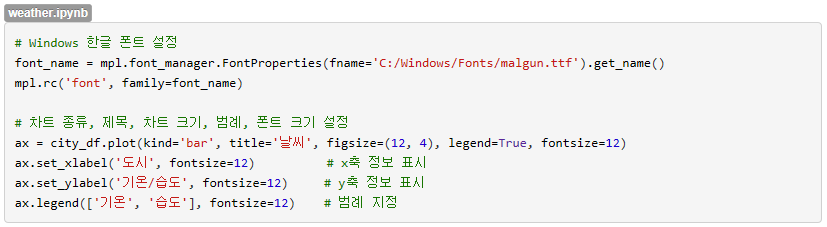 weather.ipynb
# Windows 한글 폰트 설정
font_name = mpl.font_manager.FontProperties(fname='C:/Windows/Fonts/malgun.ttf').get_name()
mpl.rc('font', family=font_name)
# 차트 종류, 제목, 차트 크기, 범례, 폰트 크기 설정
ax = city_df.plot(kind='bar', title='날씨', figsize=(12, 4), legend=True, fontsize=12)
ax.set_xlabel('도시', fontsize=12)          # x축 정보 표시
ax.set_ylabel('기온/습도', fontsize=12)     # y축 정보 표시
ax.legend(['기온', '습도'], fontsize=12)    # 범례 지정